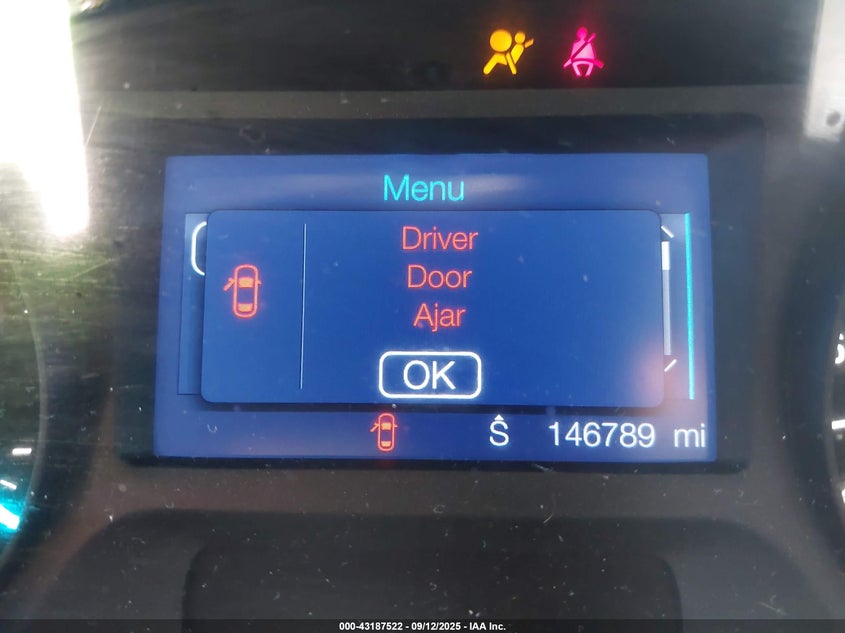 Menu
Driver
Door
Ajar
OK
S 146789 mi
000-43187522 - 09/12/2025 - IAA Inc.